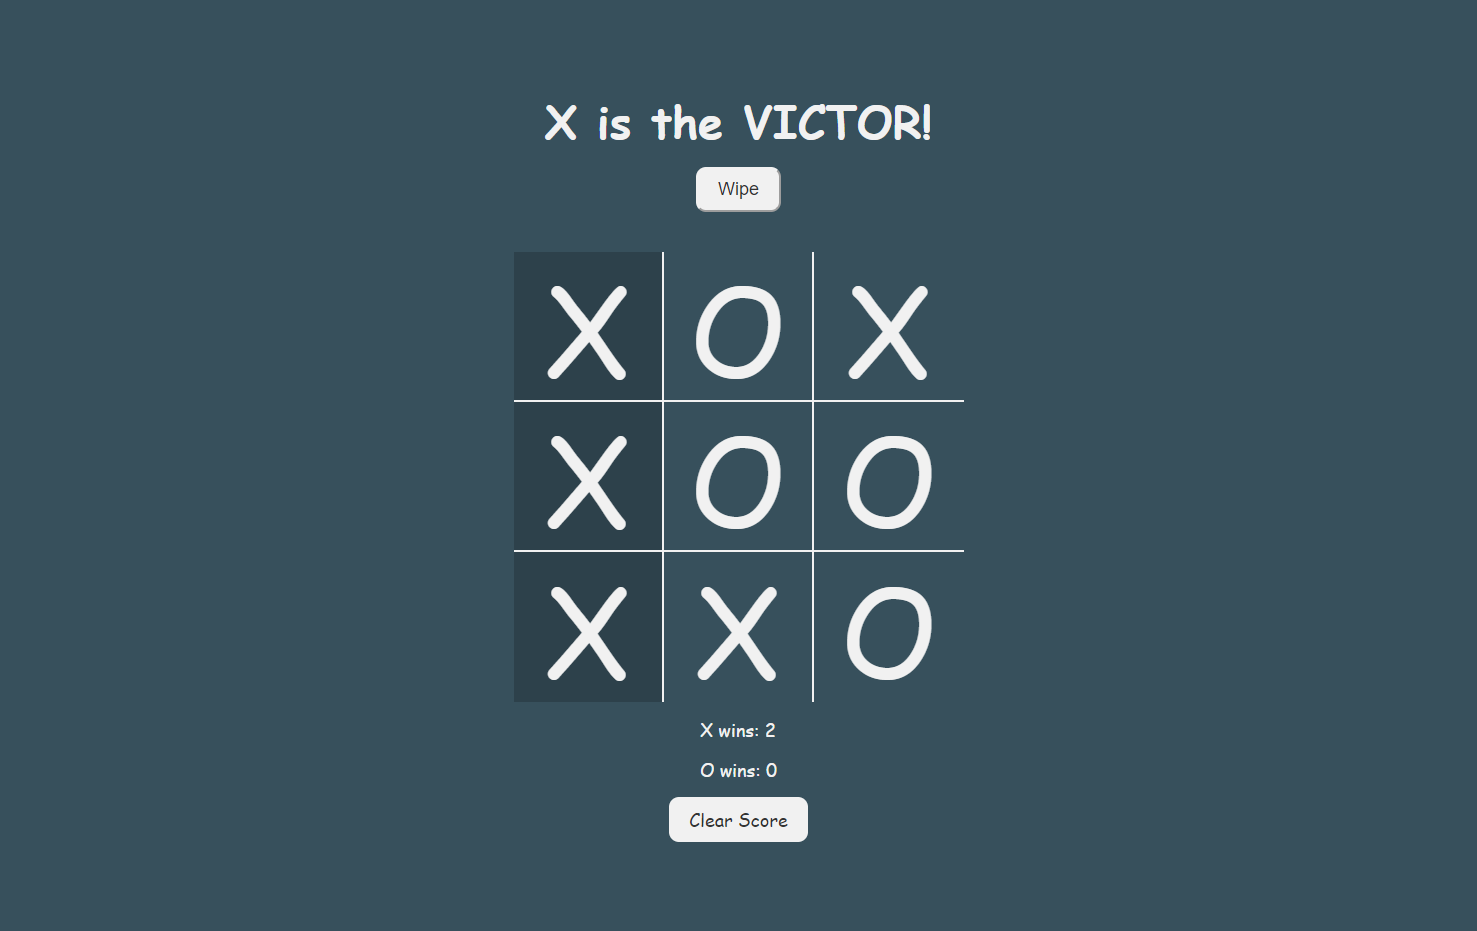 X is the VICTOR!
Wipe
X O X
X O O
X X O
X wins: 2
O wins: 0
Clear Score